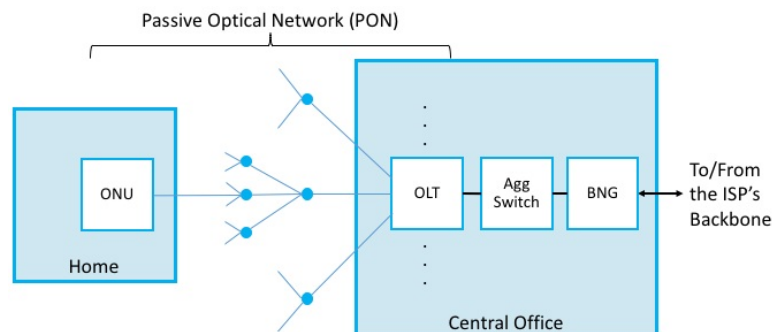 Passive Optical Network (PON)
ONU
Home
OLT
Agg
Switch
BNG
Central Office
To/From
the ISP's
Backbone